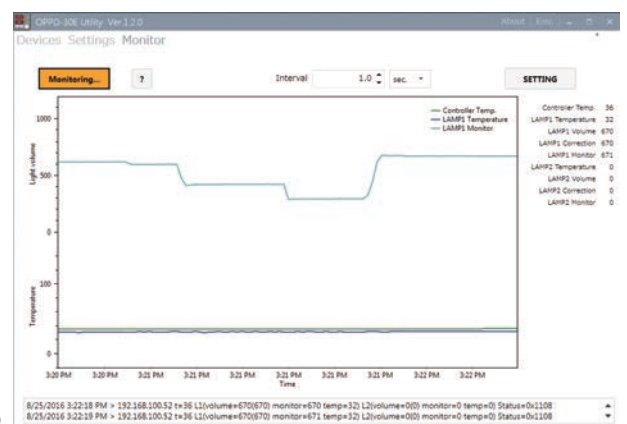 OPPD-30E Utility Ver.1.2.0
About
Devices Settings Monitor
Monitoring...
?
Interval 1.0 sec.
SETTING
Controller Temp.
LAMP1 Temperature
LAMP1 Monitor
Controller Temp. 36
LAMP1 Temperature 32
LAMP1 Volume 670
LAMP1 Correction 670
LAMP1 Monitor 671
LAMP2 Temperature 0
LAMP2 Volume 0
LAMP2 Correction 0
LAMP2 Monitor 0
Light volume
1000
500
0
Temperature
100
0
3:20 PM 3:20 PM 3:21 PM 3:21 PM 3:21 PM 3:21 PM 3:21 PM 3:21 PM 3:22 PM 3:22 PM
Time
8/25/2016 3:22:18 PM > 192.168.100.52 t=36 L1(volume=670(670) monitor=670 temp=32) L2(volume=0(0) monitor=0 temp=0) Status=0x1108
8/25/2016 3:22:19 PM > 192.168.100.52 t=36 L1(volume=670(670) monitor=671 temp=32) L2(volume=0(0) monitor=0 temp=0) Status=0x1108